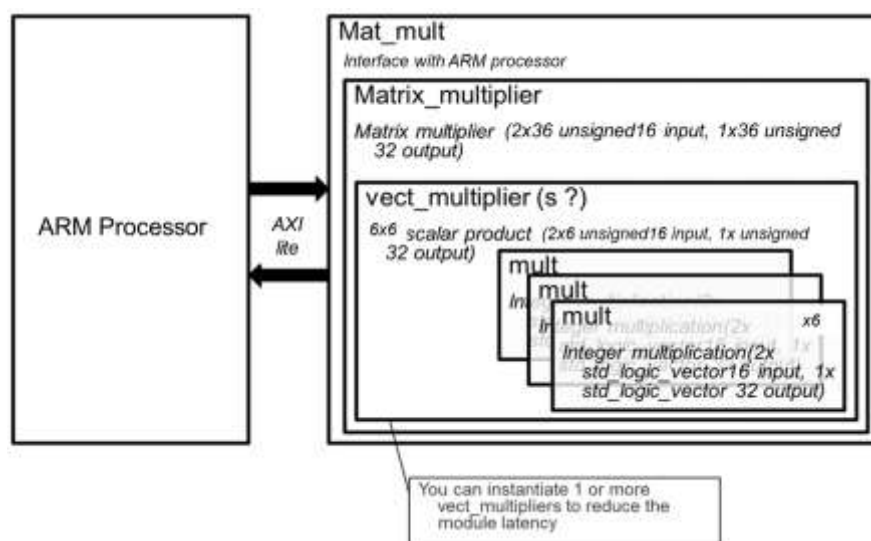 Mat_mult
Interface with ARM processor
Matrix_multiplier
Matrix multiplier (2x36 unsigned16 input, 1x36 unsigned
32 output)
ARM Processor
AXI
lite
vect_multiplier (s ?)
6x6 scalar product (2x6 unsigned16 input, 1x unsigned
32 output)
mult
mult
mult x6
Integer multiplication(2x
std_logic_vector16 input, 1x
std_logic_vector 32 output)
You can instantiate 1 or more
vect_multipliers to reduce the
module latency